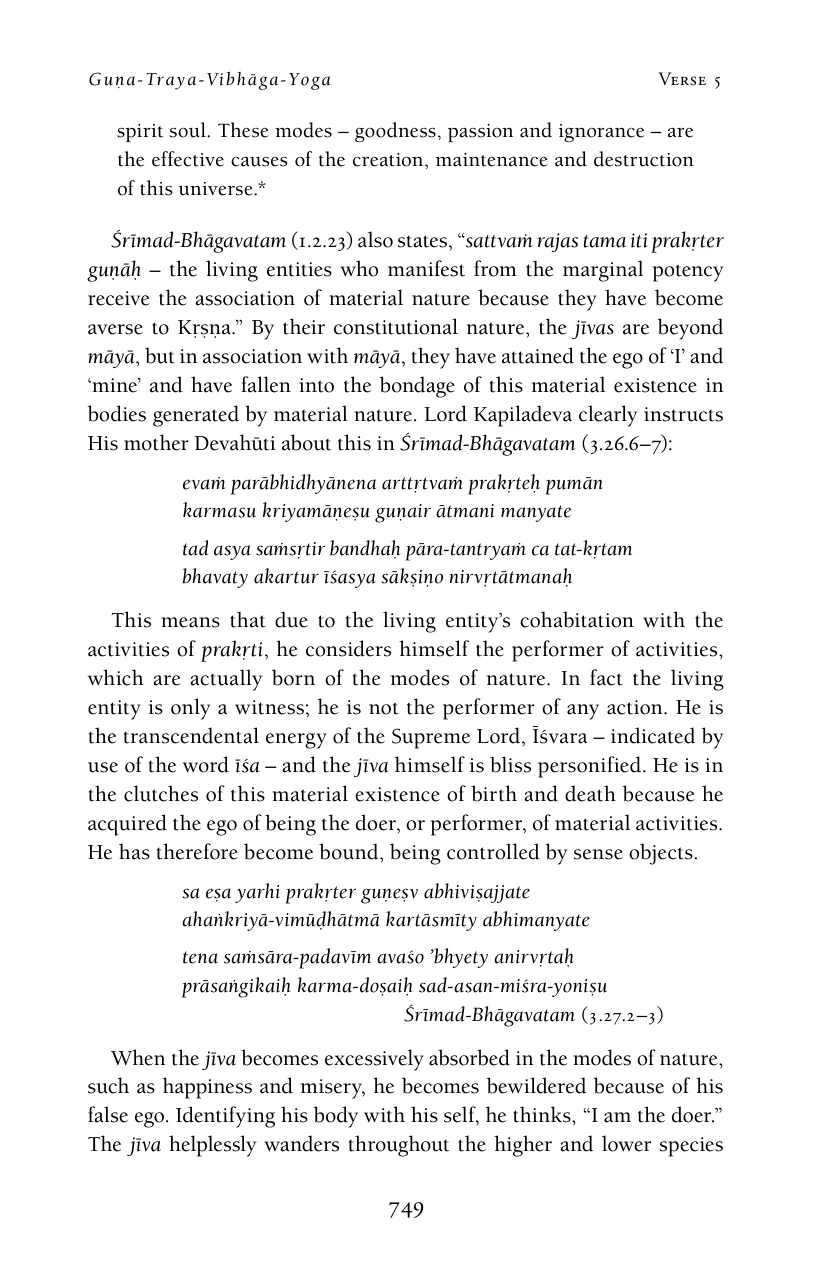 Guṇa-Traya-Vibhāga-Yoga
Verse 5
spirit soul. These modes – goodness, passion and ignorance – are
the effective causes of the creation, maintenance and destruction
of this universe.*
Śrīmad-Bhāgavatam (1.2.23) also states, “sattvaṁ rajas tama iti prakṛter
guṇāḥ – the living entities who manifest from the marginal potency
receive the association of material nature because they have become
averse to Kṛṣṇa.” By their constitutional nature, the jīvas are beyond
māyā, but in association with māyā, they have attained the ego of ‘I’ and
‘mine’ and have fallen into the bondage of this material existence in
bodies generated by material nature. Lord Kapiladeva clearly instructs
His mother Devahūti about this in Śrīmad-Bhāgavatam (3.26.6–7):
evaṁ parābhidhyānena arttṛtvaṁ prakṛteḥ pumān
karmasu kriyamāṇeṣu guṇair ātmani manyate
tad asya saṁsṛtir bandhaḥ pāra-tantryaṁ ca tat-kṛtam
bhavaty akartur īśasya sākṣiṇo nirvṛtātmanaḥ
This means that due to the living entity’s cohabitation with the
activities of prakṛti, he considers himself the performer of activities,
which are actually born of the modes of nature. In fact the living
entity is only a witness; he is not the performer of any action. He is
the transcendental energy of the Supreme Lord, Īśvara – indicated by
use of the word īśa – and the jīva himself is bliss personified. He is in
the clutches of this material existence of birth and death because he
acquired the ego of being the doer, or performer, of material activities.
He has therefore become bound, being controlled by sense objects.
sa eṣa yarhi prakṛter guṇeṣv abhiviṣajjate
ahaṅkriyā-vimūḍhātmā kartāsmīty abhimanyate
tena saṁsāra-padavīm avaśo ’bhyety anirvṛtaḥ
prāsaṅgikaiḥ karma-doṣaiḥ sad-asan-miśra-yoniṣu
Śrīmad-Bhāgavatam (3.27.2–3)
When the jīva becomes excessively absorbed in the modes of nature,
such as happiness and misery, he becomes bewildered because of his
false ego. Identifying his body with his self, he thinks, “I am the doer.”
The jīva helplessly wanders throughout the higher and lower species
749